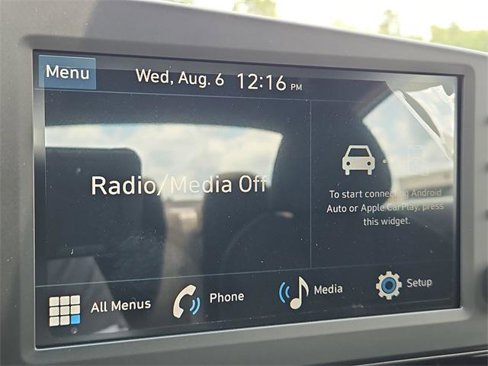 Menu
Wed, Aug. 6 12:16 PM
Radio/Media Off
To start connecting Android
Auto or Apple CarPlay, press
this widget.
All Menus
Phone
Media
Setup